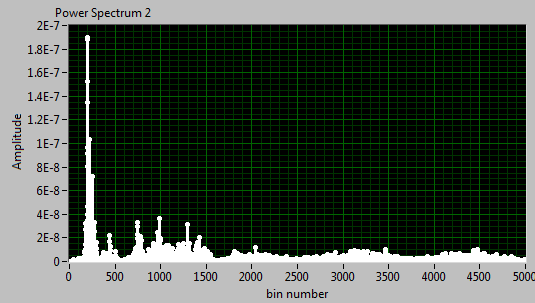 Power Spectrum 2
2E-7
1.8E-7
1.6E-7
1.4E-7
1.2E-7
1E-7
8E-8
6E-8
4E-8
2E-8
0
Amplitude
0 500 1000 1500 2000 2500 3000 3500 4000 4500 5000
bin number